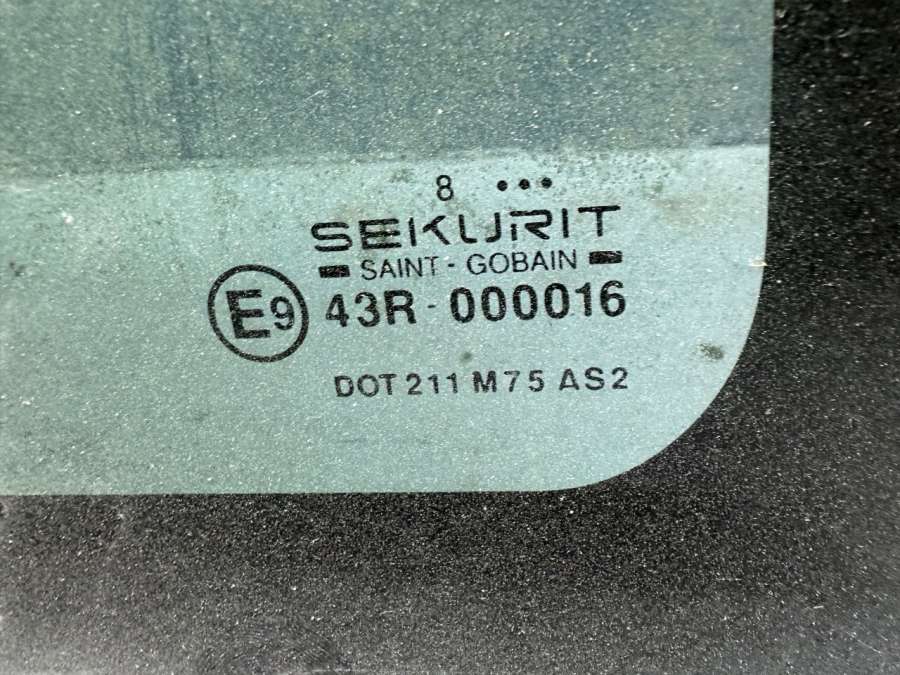 8 •••
SEKURIT
SAINT - GOBAIN
E9 43R - 000016
DOT 211 M75 AS2